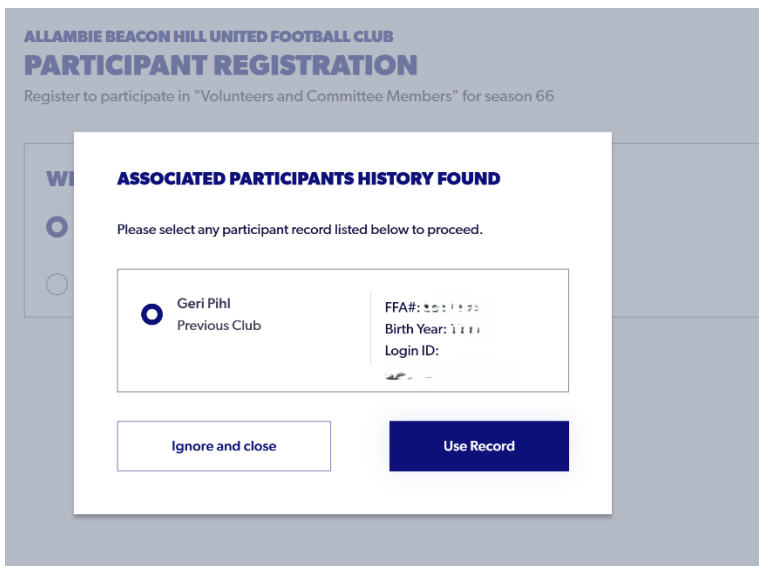 ALLAMBIE BEACON HILL UNITED FOOTBALL CLUB
PARTICIPANT REGISTRATION
Register to participate in "Volunteers and Committee Members" for season 66
ASSOCIATED PARTICIPANTS HISTORY FOUND
Please select any participant record listed below to proceed.
Geri Pihl
Previous Club
FFA#:
Birth Year:
Login ID:
Ignore and close
Use Record